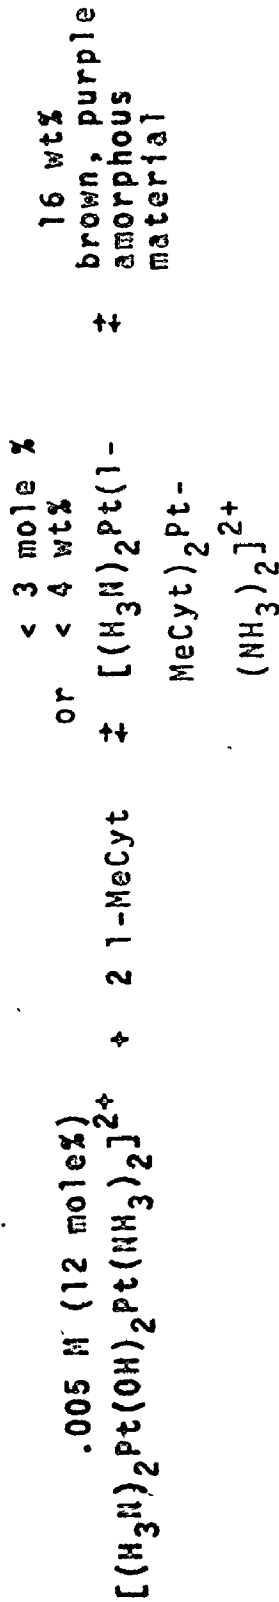 .005 M (12 mole%)
[(H₃N)₂Pt(OH)₂Pt(NH₃)₂]²⁺ + 2 1-MeCyt ⇄
< 3 mole %
or < 4 wt%
[(H₃N)₂Pt(1-
MeCyt)₂Pt-
(NH₃)₂]²⁺
⇄
16 wt%
brown, purple
amorphous
material